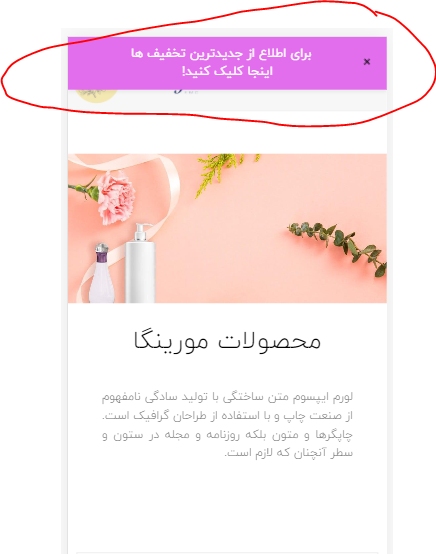 برای اطلاع از جدیدترین تخفیف ها
اینجا کلیک کنید!
محصولات مورینگا
لورم ایپسوم متن ساختگی با تولید سادگی نامفهوم
از صنعت چاپ و با استفاده از طراحان گرافیک است.
چاپگرها و متون بلکه روزنامه و مجله در ستون و
سطر آنچنان که لازم است.